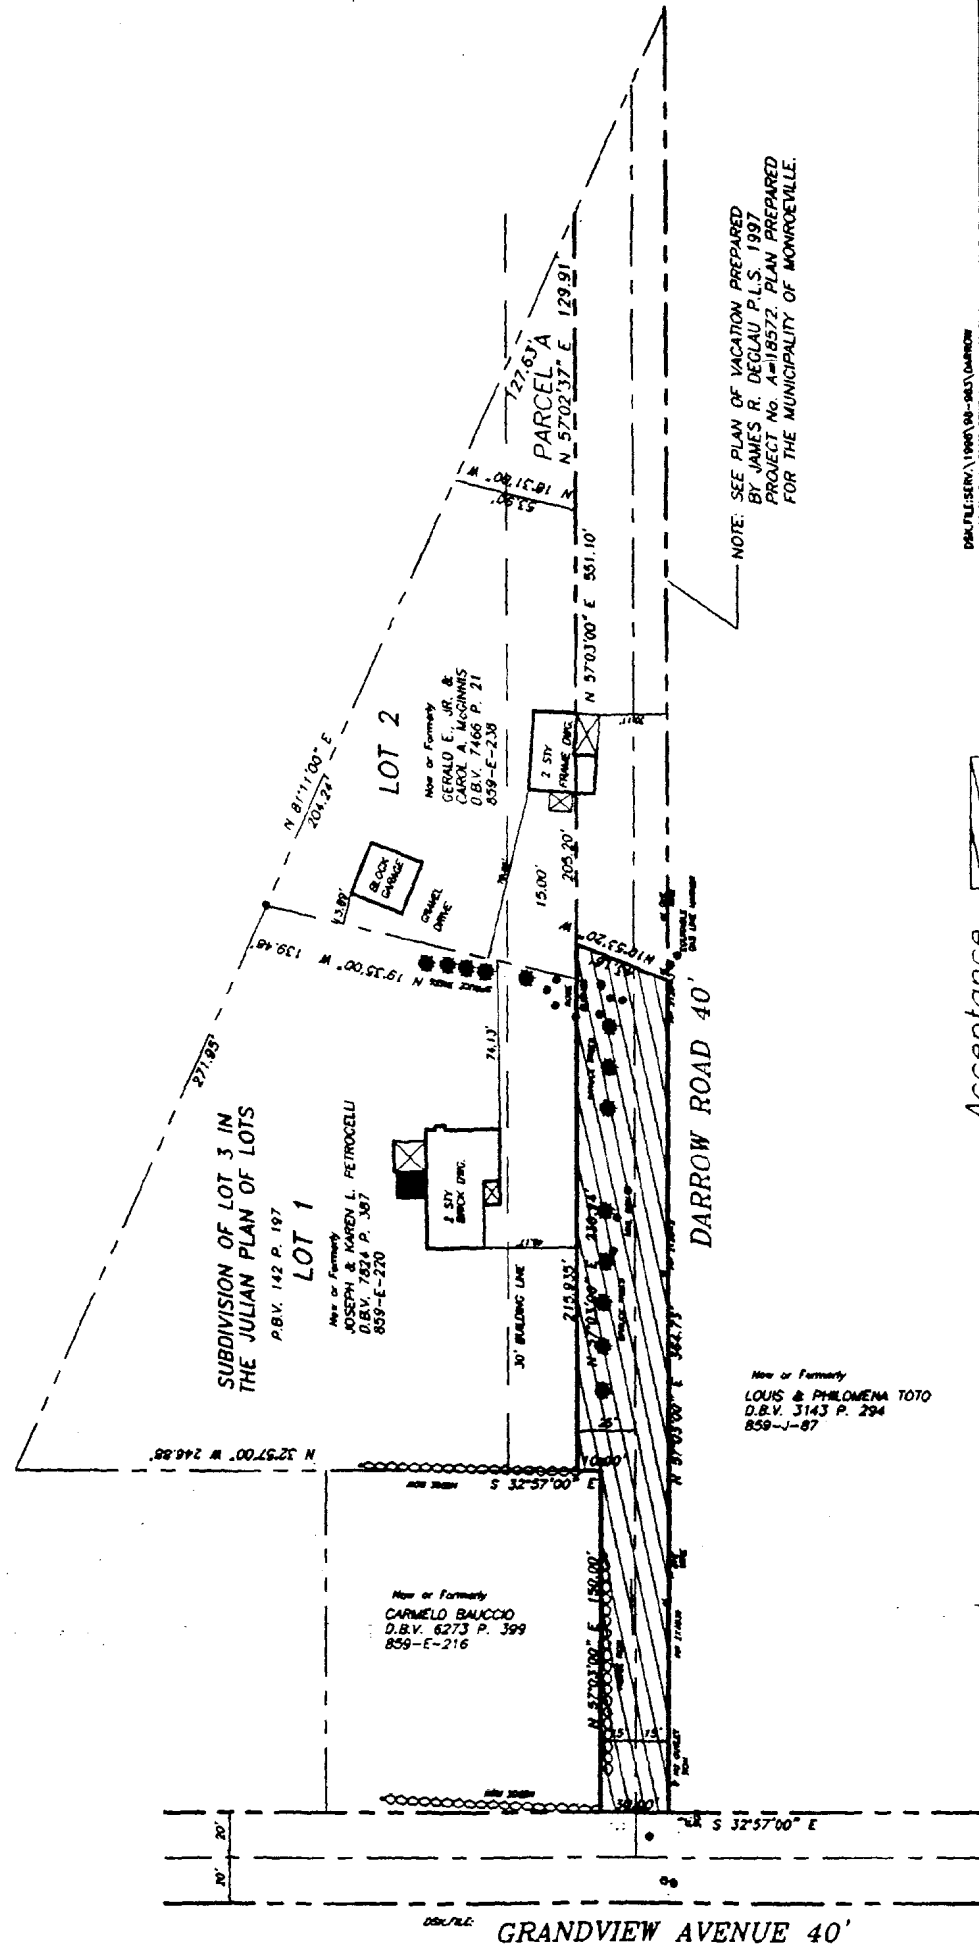 NOTE: SEE PLAN OF VACATION PREPARED
BY JAMES R. DEGLAU P.L.S. 1997
PROJECT No. A-18572. PLAN PREPARED
FOR THE MUNICIPALITY OF MONROEVILLE.
PARCEL A
N 57°02'37" E 129.91
127.63'
N 18°31'00" W
53.90'
N 57°03'00" E 551.10'
N 81°11'00" E
204.24'
LOT 2
Now or Formerly
GERALD E., JR. &
CAROL A. McGINNIS
D.B.V. 7466 P. 21
859-E-238
2 STY
FRAME DWG.
BLOCK
GARAGE
GRAVEL
DRIVE
43.89'
15.00'
205.20'
139.48'
N 19°35'00" W
271.95'
SUBDIVISION OF LOT 3 IN
THE JULIAN PLAN OF LOTS
P.B.V. 142 P. 197
LOT 1
Now or Formerly
JOSEPH & KAREN L. PETROCELLI
D.B.V. 7824 P. 387
859-E-220
2 STY
BRICK DWG.
74.13'
30' BUILDING LINE
215.935'
N 57°03'00" E
25'
DARROW ROAD 40'
N 57°03'00" E 364.73'
N 32°57'00" W 246.88'
S 32°57'00" E
10.00'
Now or Formerly
LOUIS & PHILOMENA TOTO
D.B.V. 3143 P. 294
859-J-87
Now or Formerly
CARMELO BAUCCIO
D.B.V. 6273 P. 399
859-E-216
N 57°03'00" E 150.00'
15'
15'
30.00'
S 32°57'00" E
20'
20'
GRANDVIEW AVENUE 40'
Acceptance